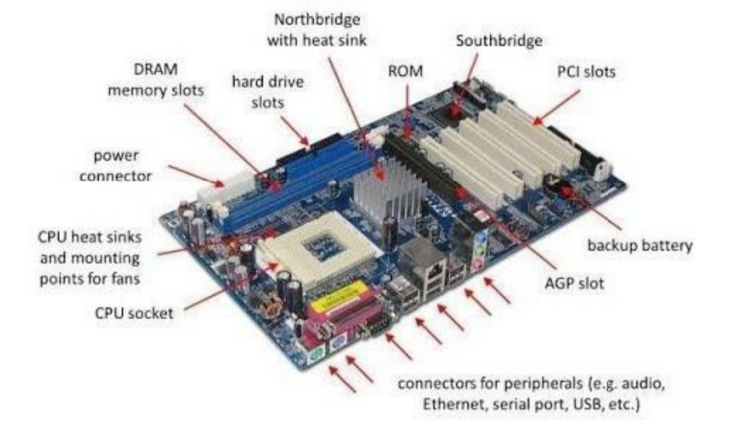 Northbridge
with heat sink
Southbridge
DRAM
memory slots
hard drive
slots
ROM
PCI slots
power
connector
CPU heat sinks
and mounting
points for fans
backup battery
AGP slot
CPU socket
connectors for peripherals (e.g. audio,
Ethernet, serial port, USB, etc.)